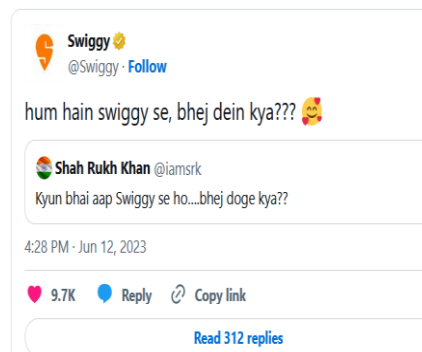 Swiggy
@Swiggy · Follow
hum hain swiggy se, bhej dein kya??? 🥰
Shah Rukh Khan @iamsrk
Kyun bhai aap Swiggy se ho....bhej doge kya??
4:28 PM · Jun 12, 2023
9.7K Reply Copy link
Read 312 replies